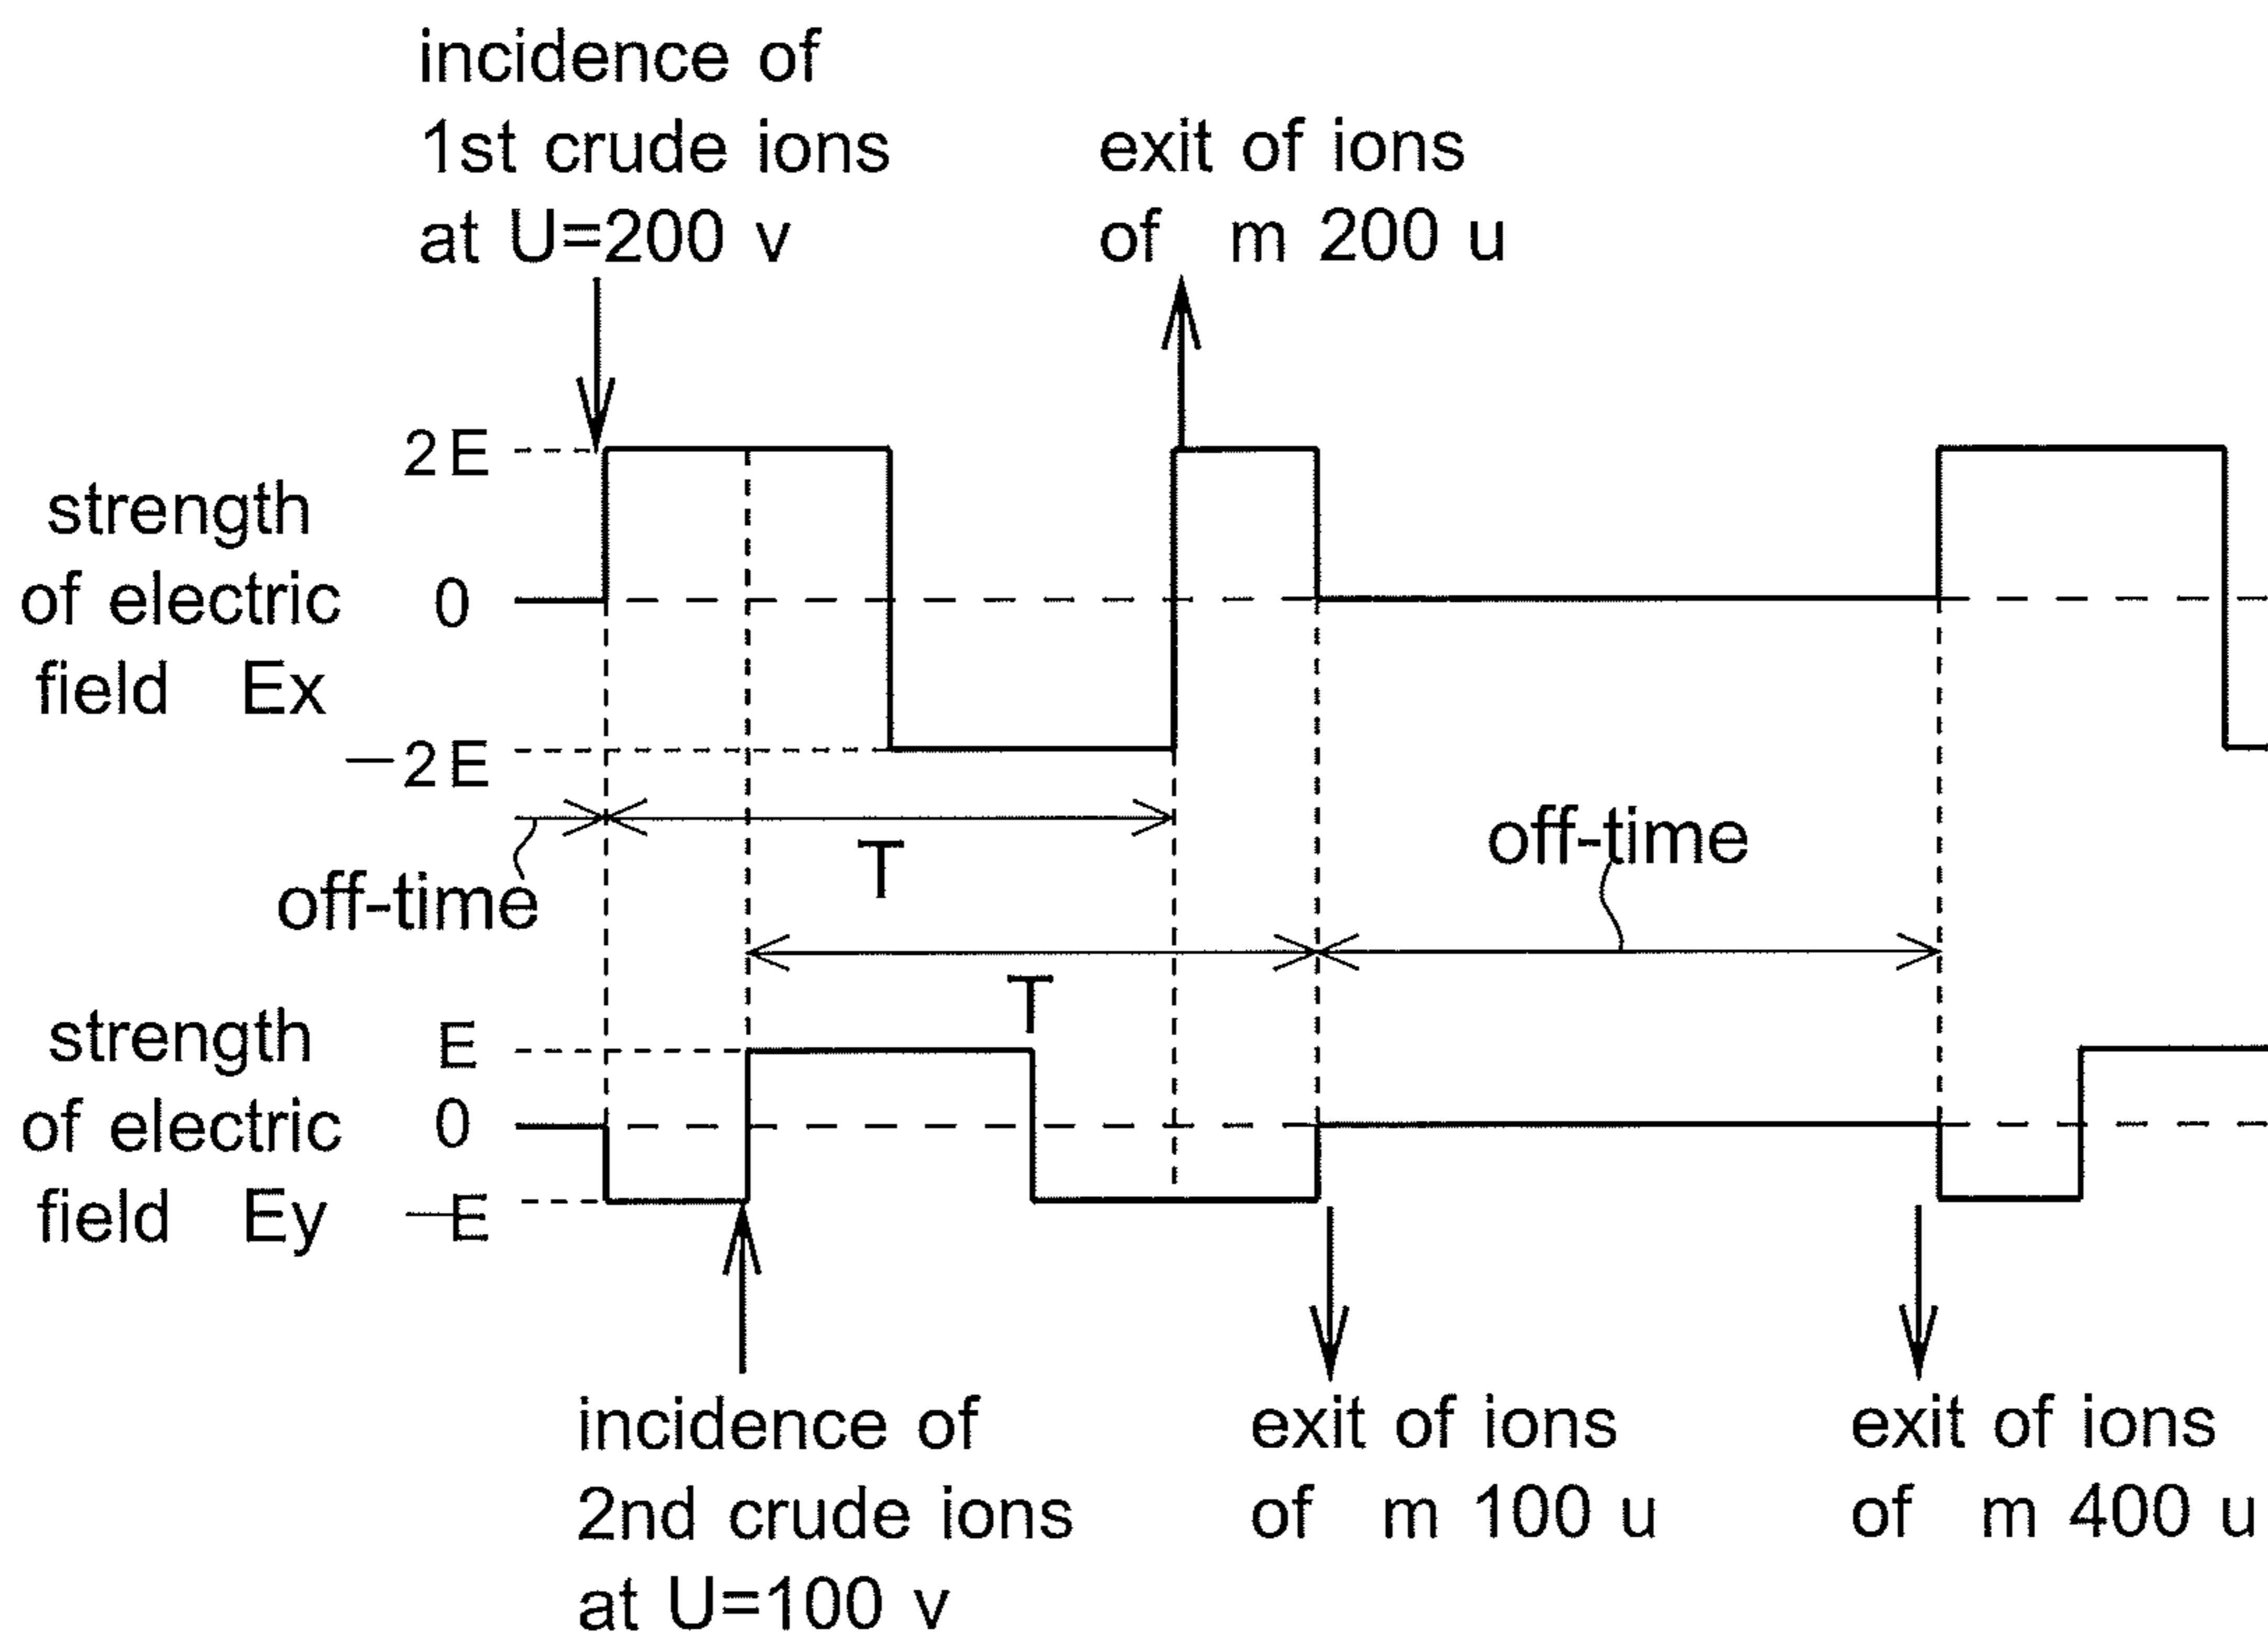 incidence of
1st crude ions
at U=200 v
exit of ions
of m 200 u
2E
strength
of electric
field Ex
0
−2E
off-time
T
off-time
T
strength
of electric
field Ey
E
0
−E
incidence of
2nd crude ions
at U=100 v
exit of ions
of m 100 u
exit of ions
of m 400 u